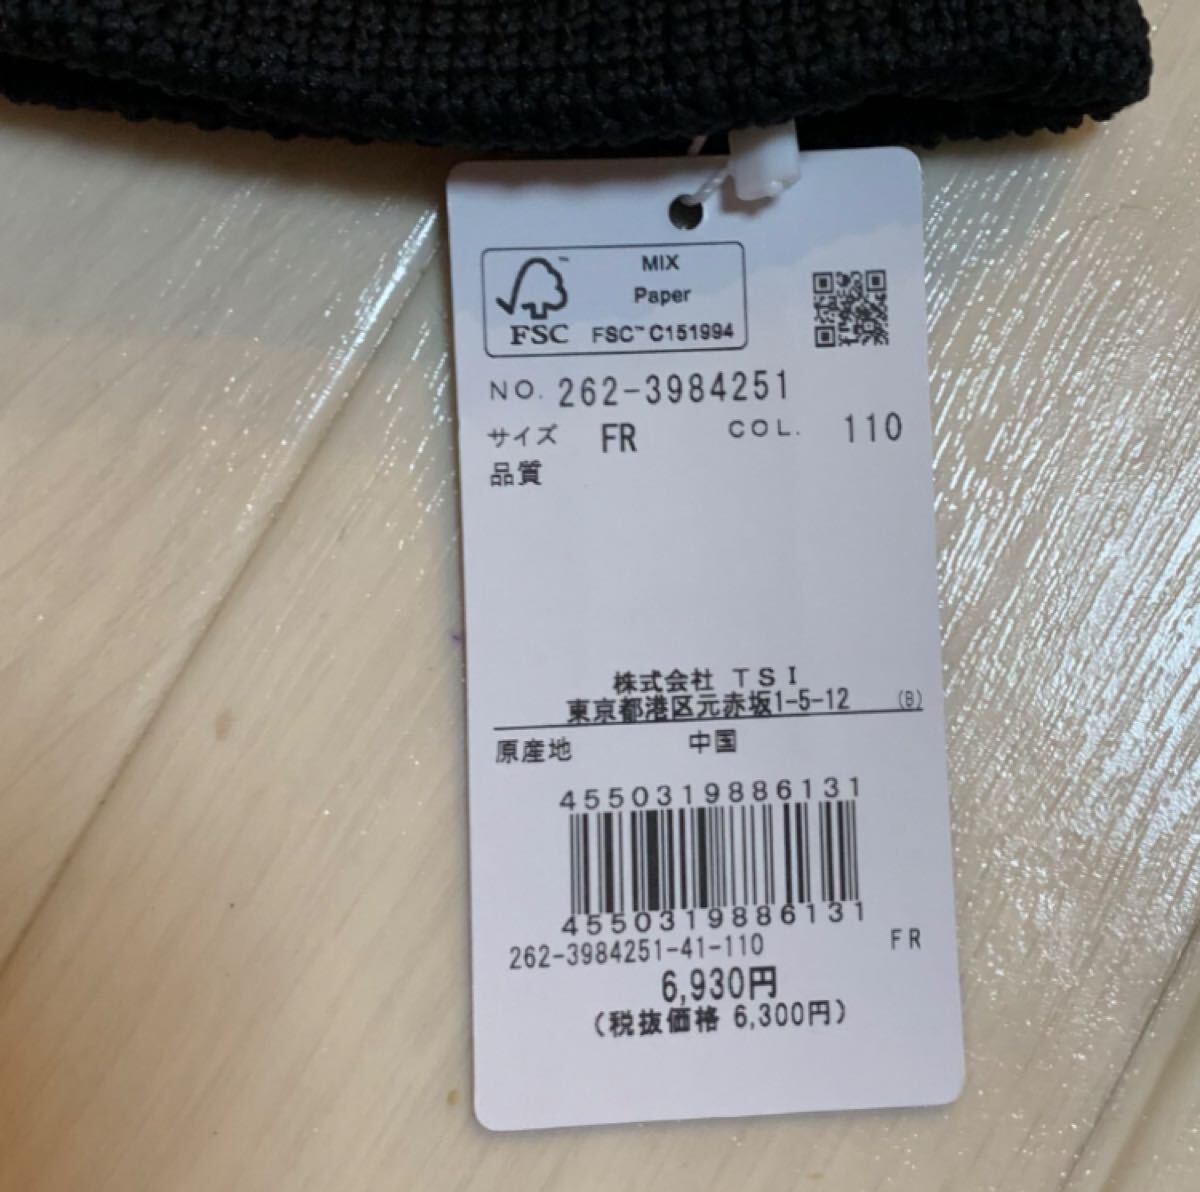 MIX
Paper
FSC™ FSC™ C151994
NO. 262-3984251
サイズ FR COL. 110
品質
株式会社 TSI
東京都港区元赤坂1-5-12 (B)
原産地 中国
4550319886131
4550319886131
262-3984251-41-110 FR
6,930円
(税抜価格 6,300円)